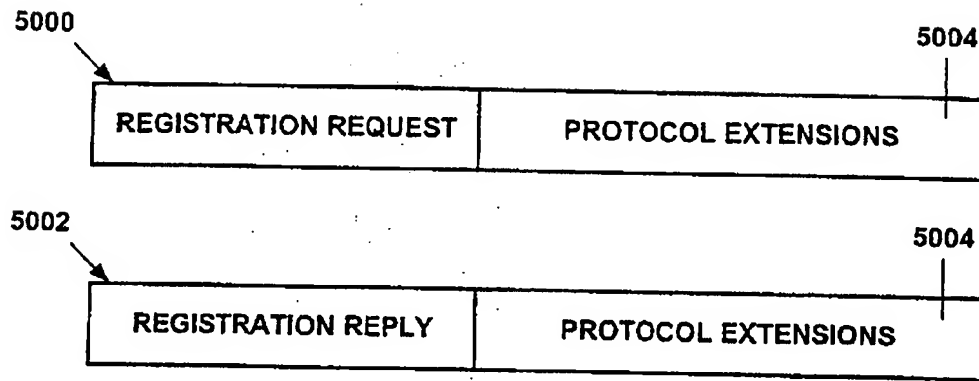 5000
5004
REGISTRATION REQUEST PROTOCOL EXTENSIONS
5002
5004
REGISTRATION REPLY PROTOCOL EXTENSIONS